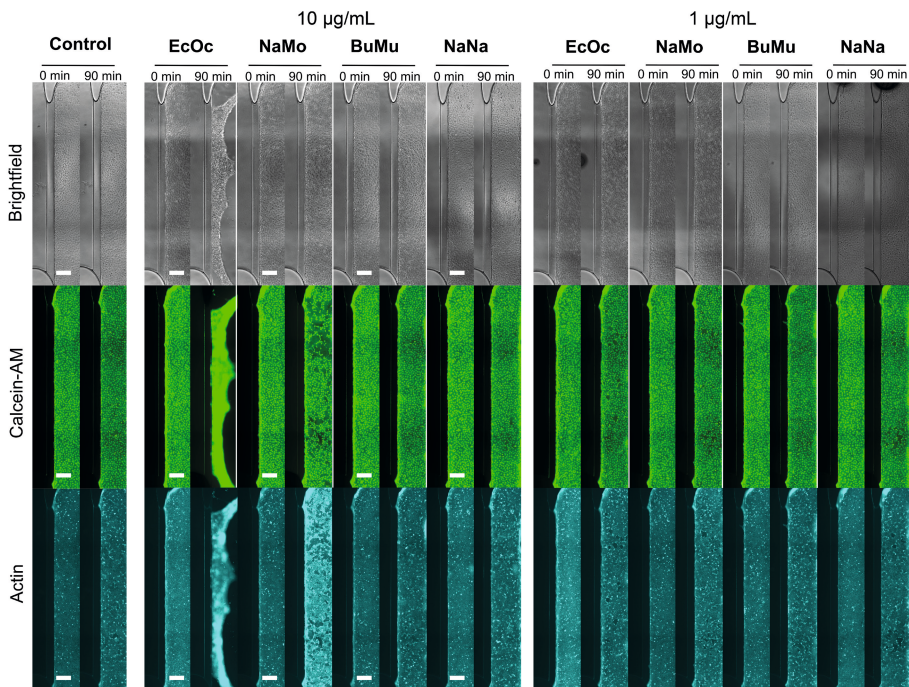 10 µg/mL 1 µg/mL
Control EcOc NaMo BuMu NaNa EcOc NaMo BuMu NaNa
0 min 90 min 0 min 90 min 0 min 90 min 0 min 90 min 0 min 90 min 0 min 90 min 0 min 90 min 0 min 90 min 0 min 90 min
Brightfield
Calcein-AM
Actin